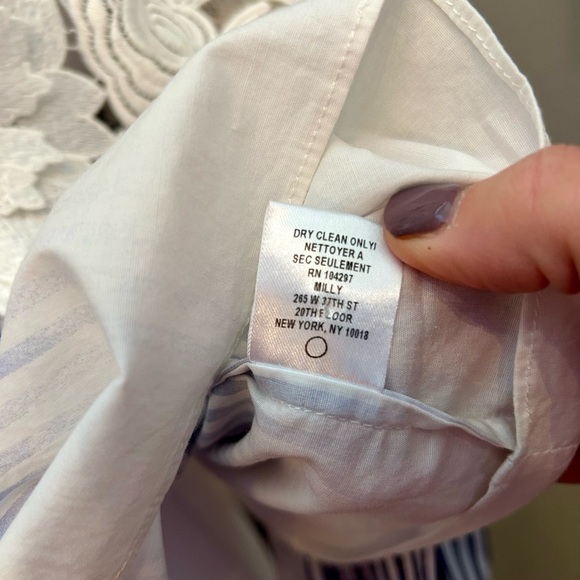 DRY CLEAN ONLY!
NETTOYER A
SEC SEULEMENT
RN 104297
MILLY
265 W 37TH ST
20TH FLOOR
NEW YORK, NY 10018